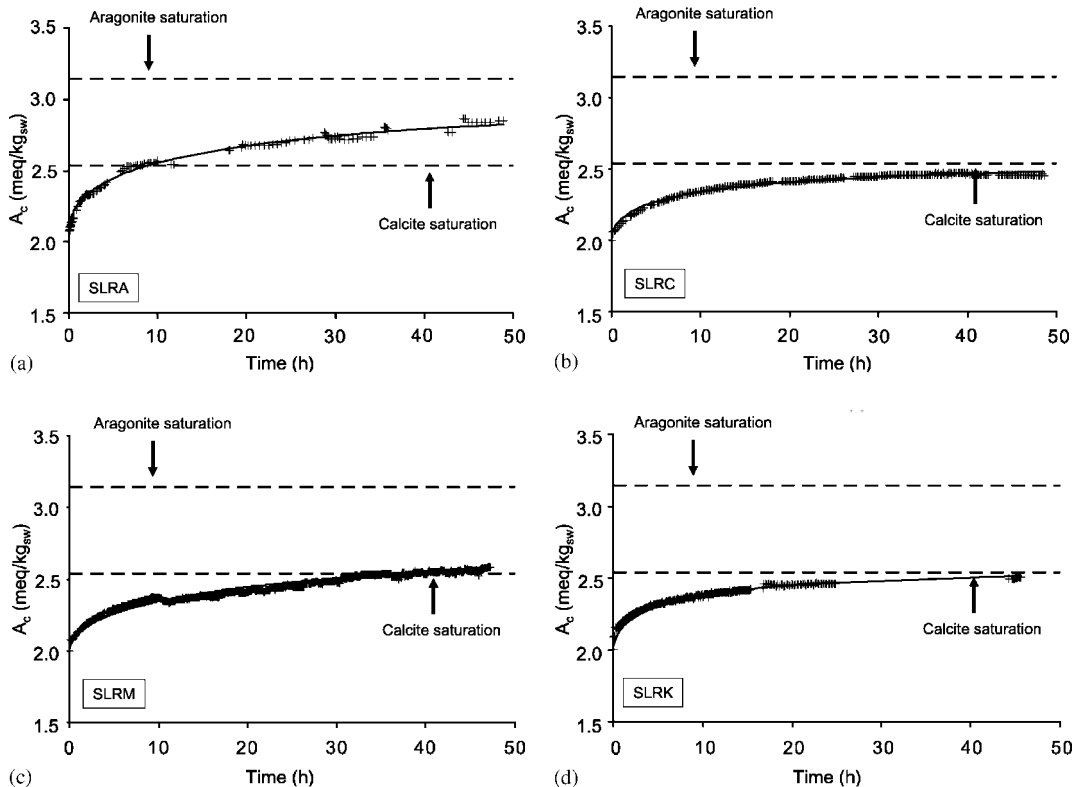 Aragonite saturation
3.5
3.0
2.5
2.0
1.5
A_c (meq/kg_sw)
Calcite saturation
SLRA
0 10 20 30 40 50
(a) Time (h)
Aragonite saturation
3.5
3.0
2.5
2.0
1.5
A_c (meq/kg_sw)
Calcite saturation
SLRC
0 10 20 30 40 50
(b) Time (h)
Aragonite saturation
3.5
3.0
2.5
2.0
1.5
A_c (meq/kg_sw)
Calcite saturation
SLRM
0 10 20 30 40 50
(c) Time (h)
Aragonite saturation
3.5
3.0
2.5
2.0
1.5
A_c (meq/kg_sw)
Calcite saturation
SLRK
0 10 20 30 40 50
(d) Time (h)